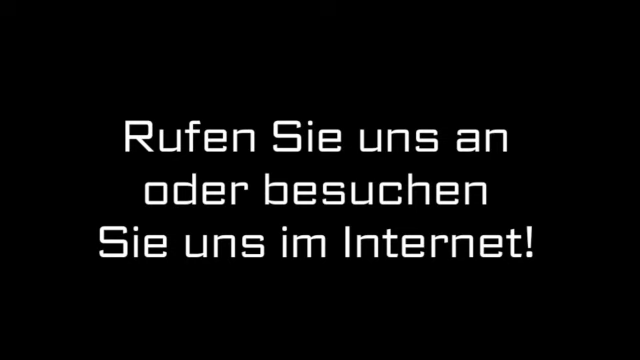 Rufen Sie uns an
oder besuchen
Sie uns im Internet!